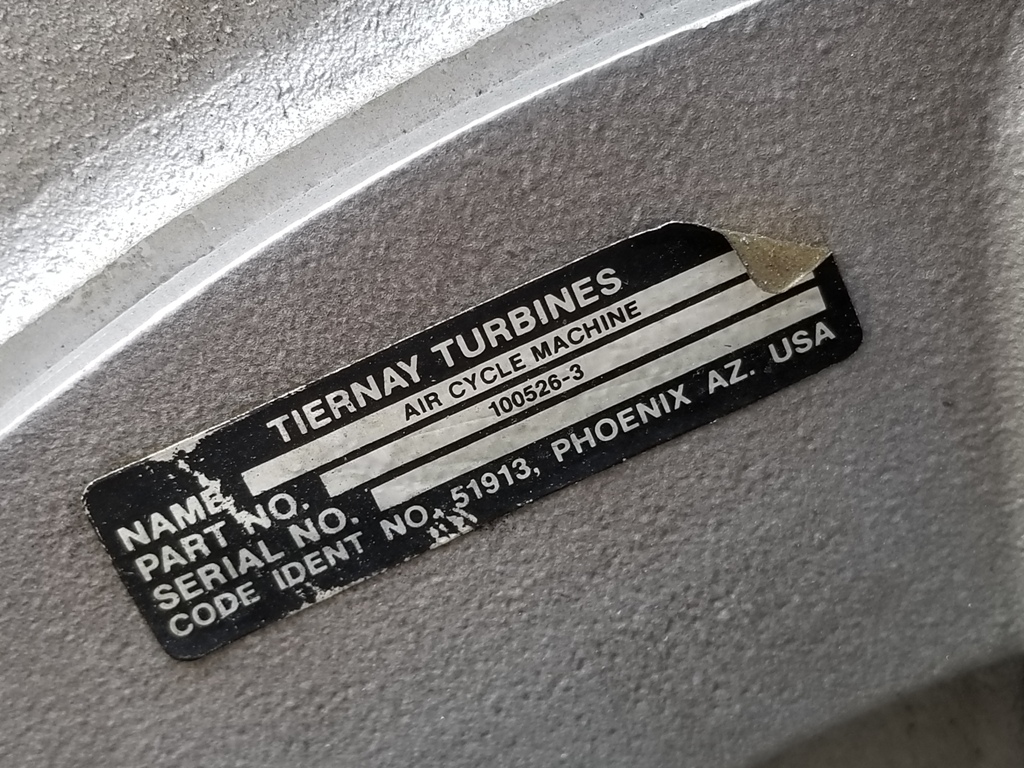 TIERNAY TURBINES
NAME AIR CYCLE MACHINE
PART NO. 100526-3
SERIAL NO.
CODE IDENT NO. 51913, PHOENIX AZ. USA